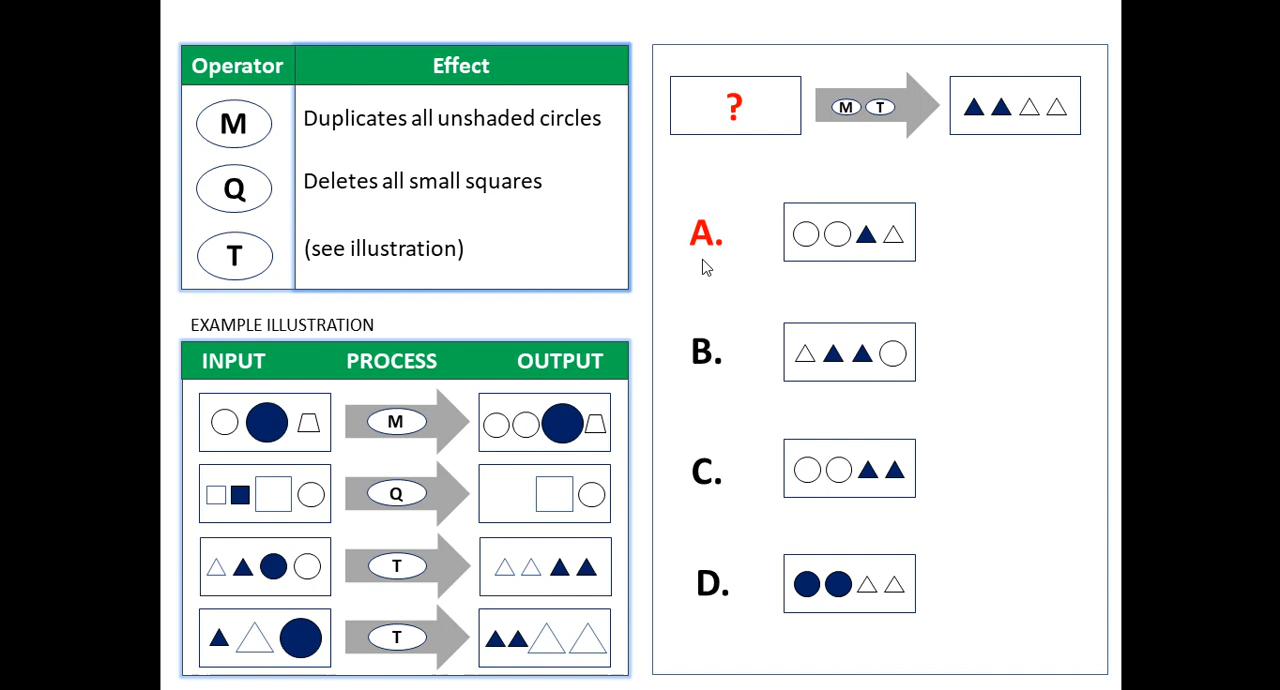 Operator Effect
M Duplicates all unshaded circles
Q Deletes all small squares
T (see illustration)
EXAMPLE ILLUSTRATION
INPUT PROCESS OUTPUT
M
Q
T
T
? M T
A.
B.
C.
D.